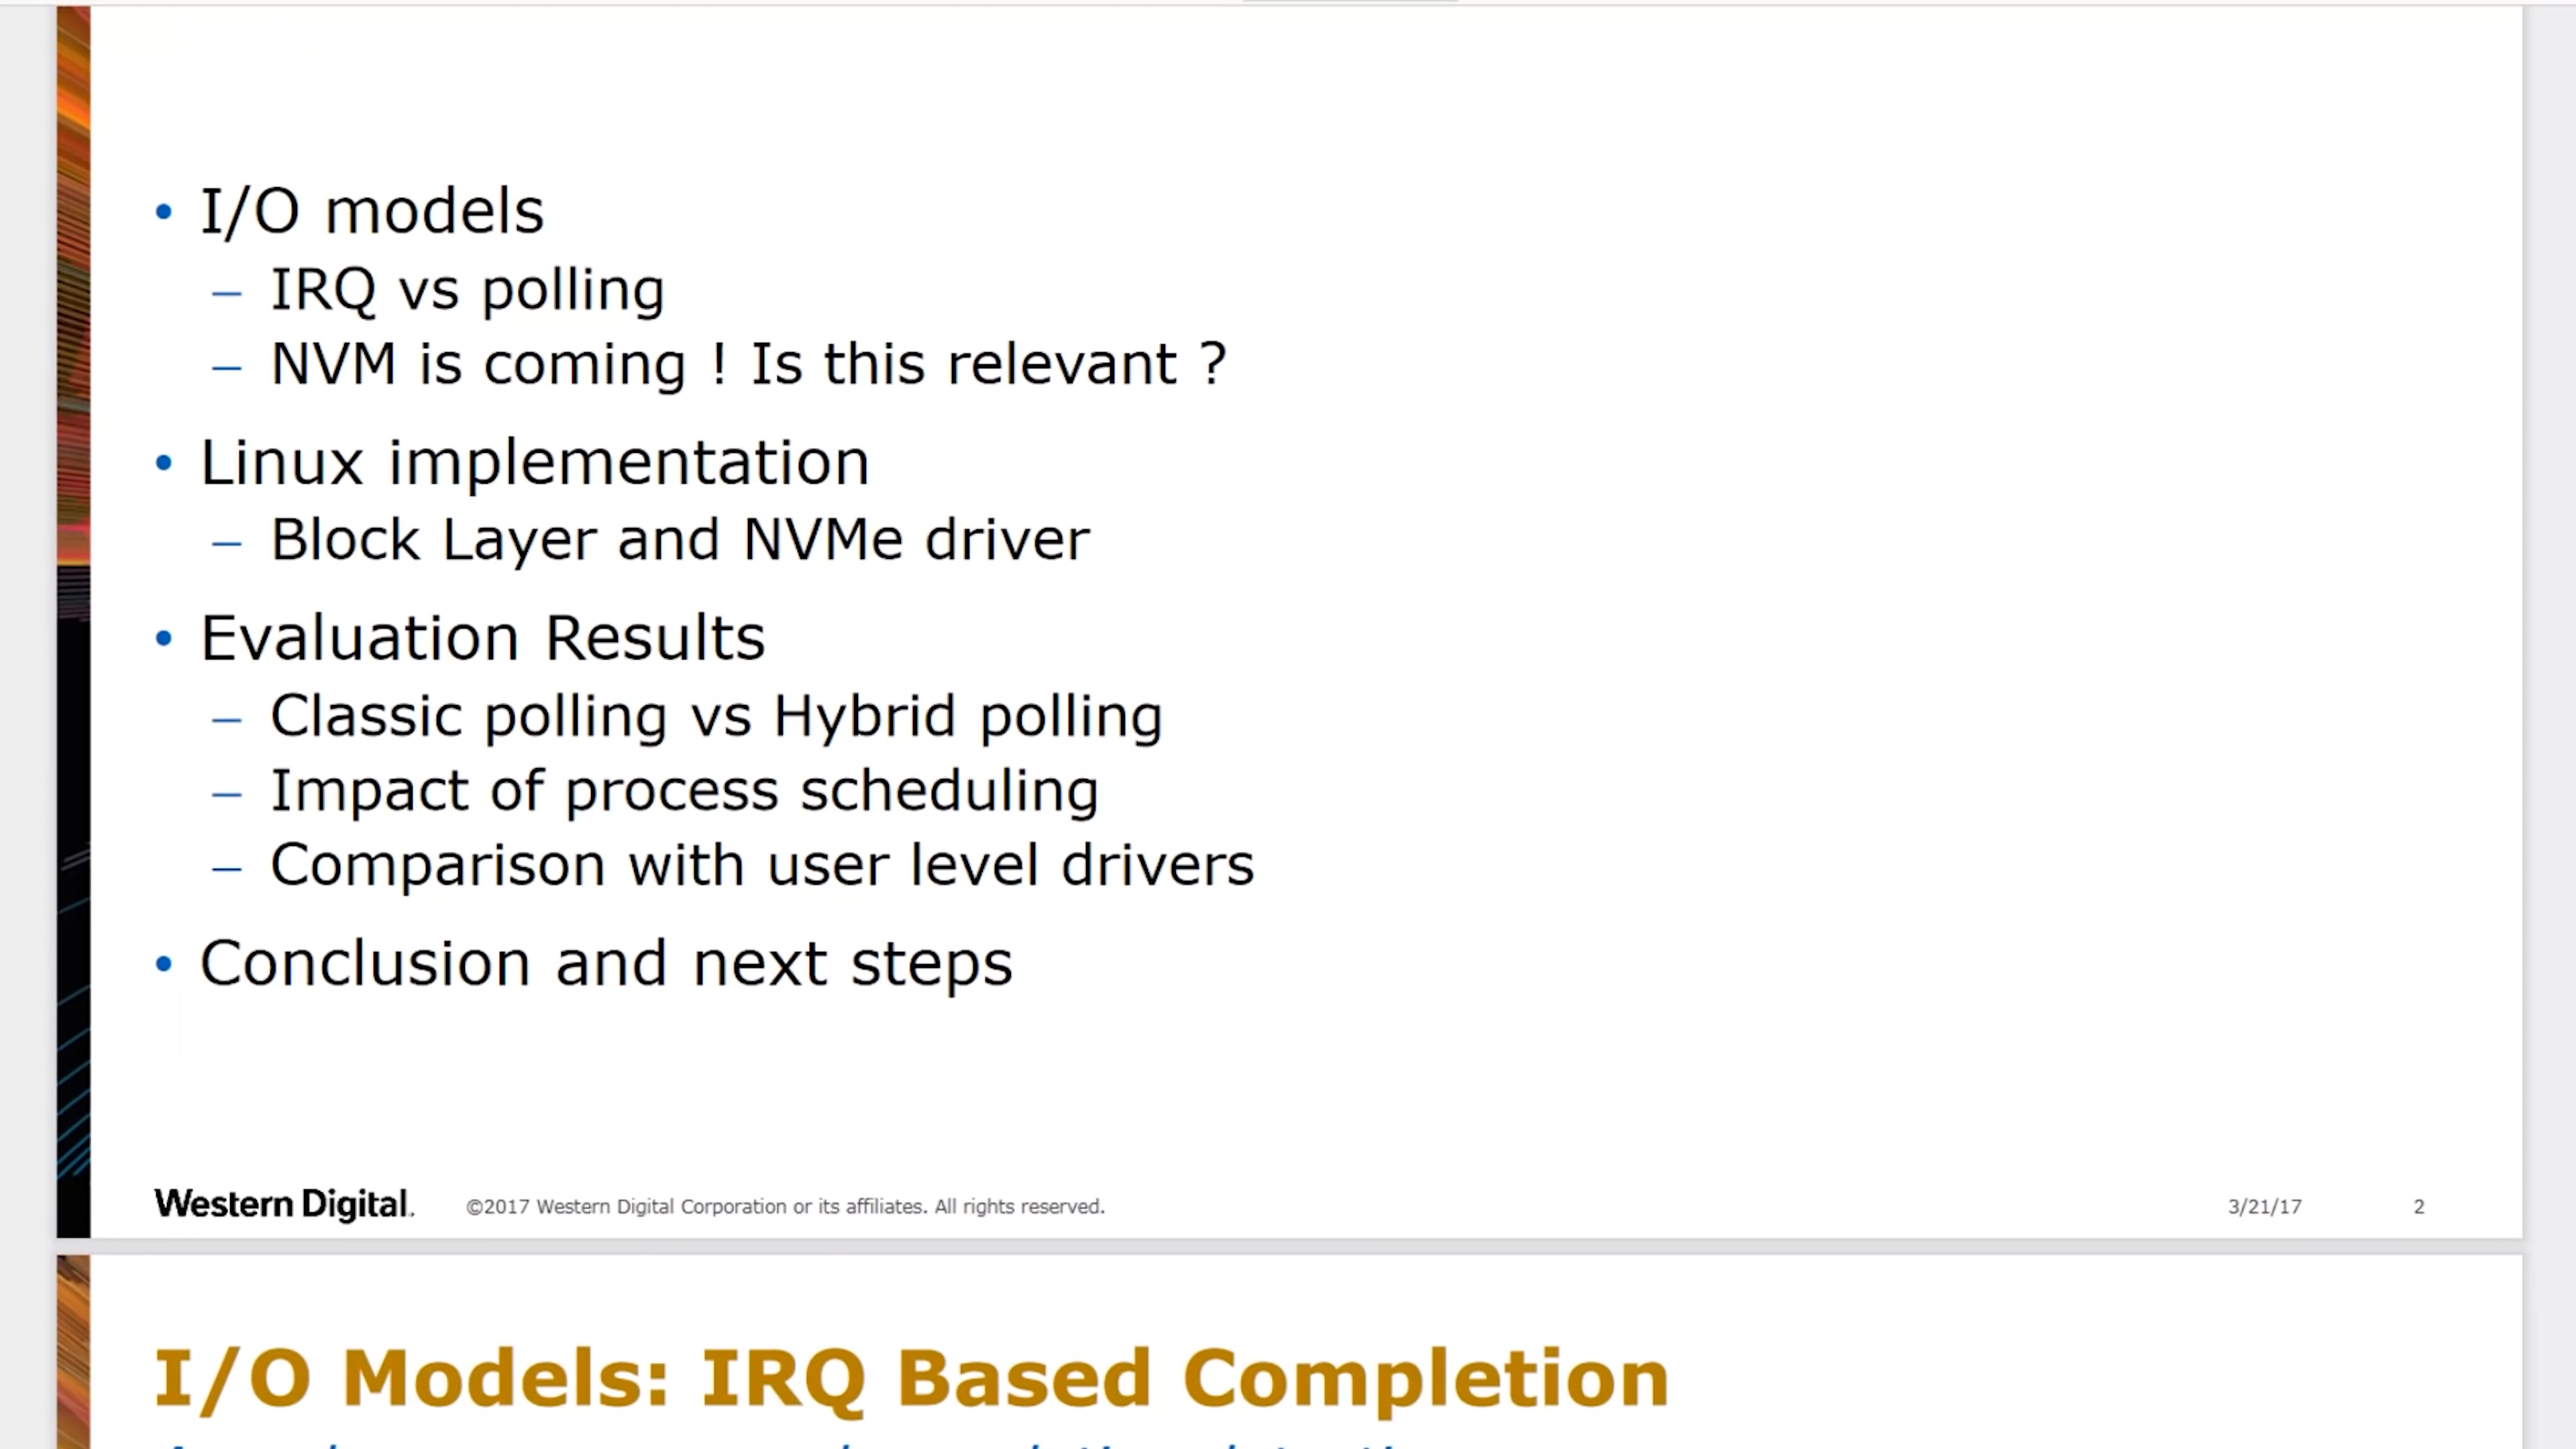 • I/O models
– IRQ vs polling
– NVM is coming ! Is this relevant ?
• Linux implementation
– Block Layer and NVMe driver
• Evaluation Results
– Classic polling vs Hybrid polling
– Impact of process scheduling
– Comparison with user level drivers
• Conclusion and next steps
Western Digital. ©2017 Western Digital Corporation or its affiliates. All rights reserved. 3/21/17 2
I/O Models: IRQ Based Completion